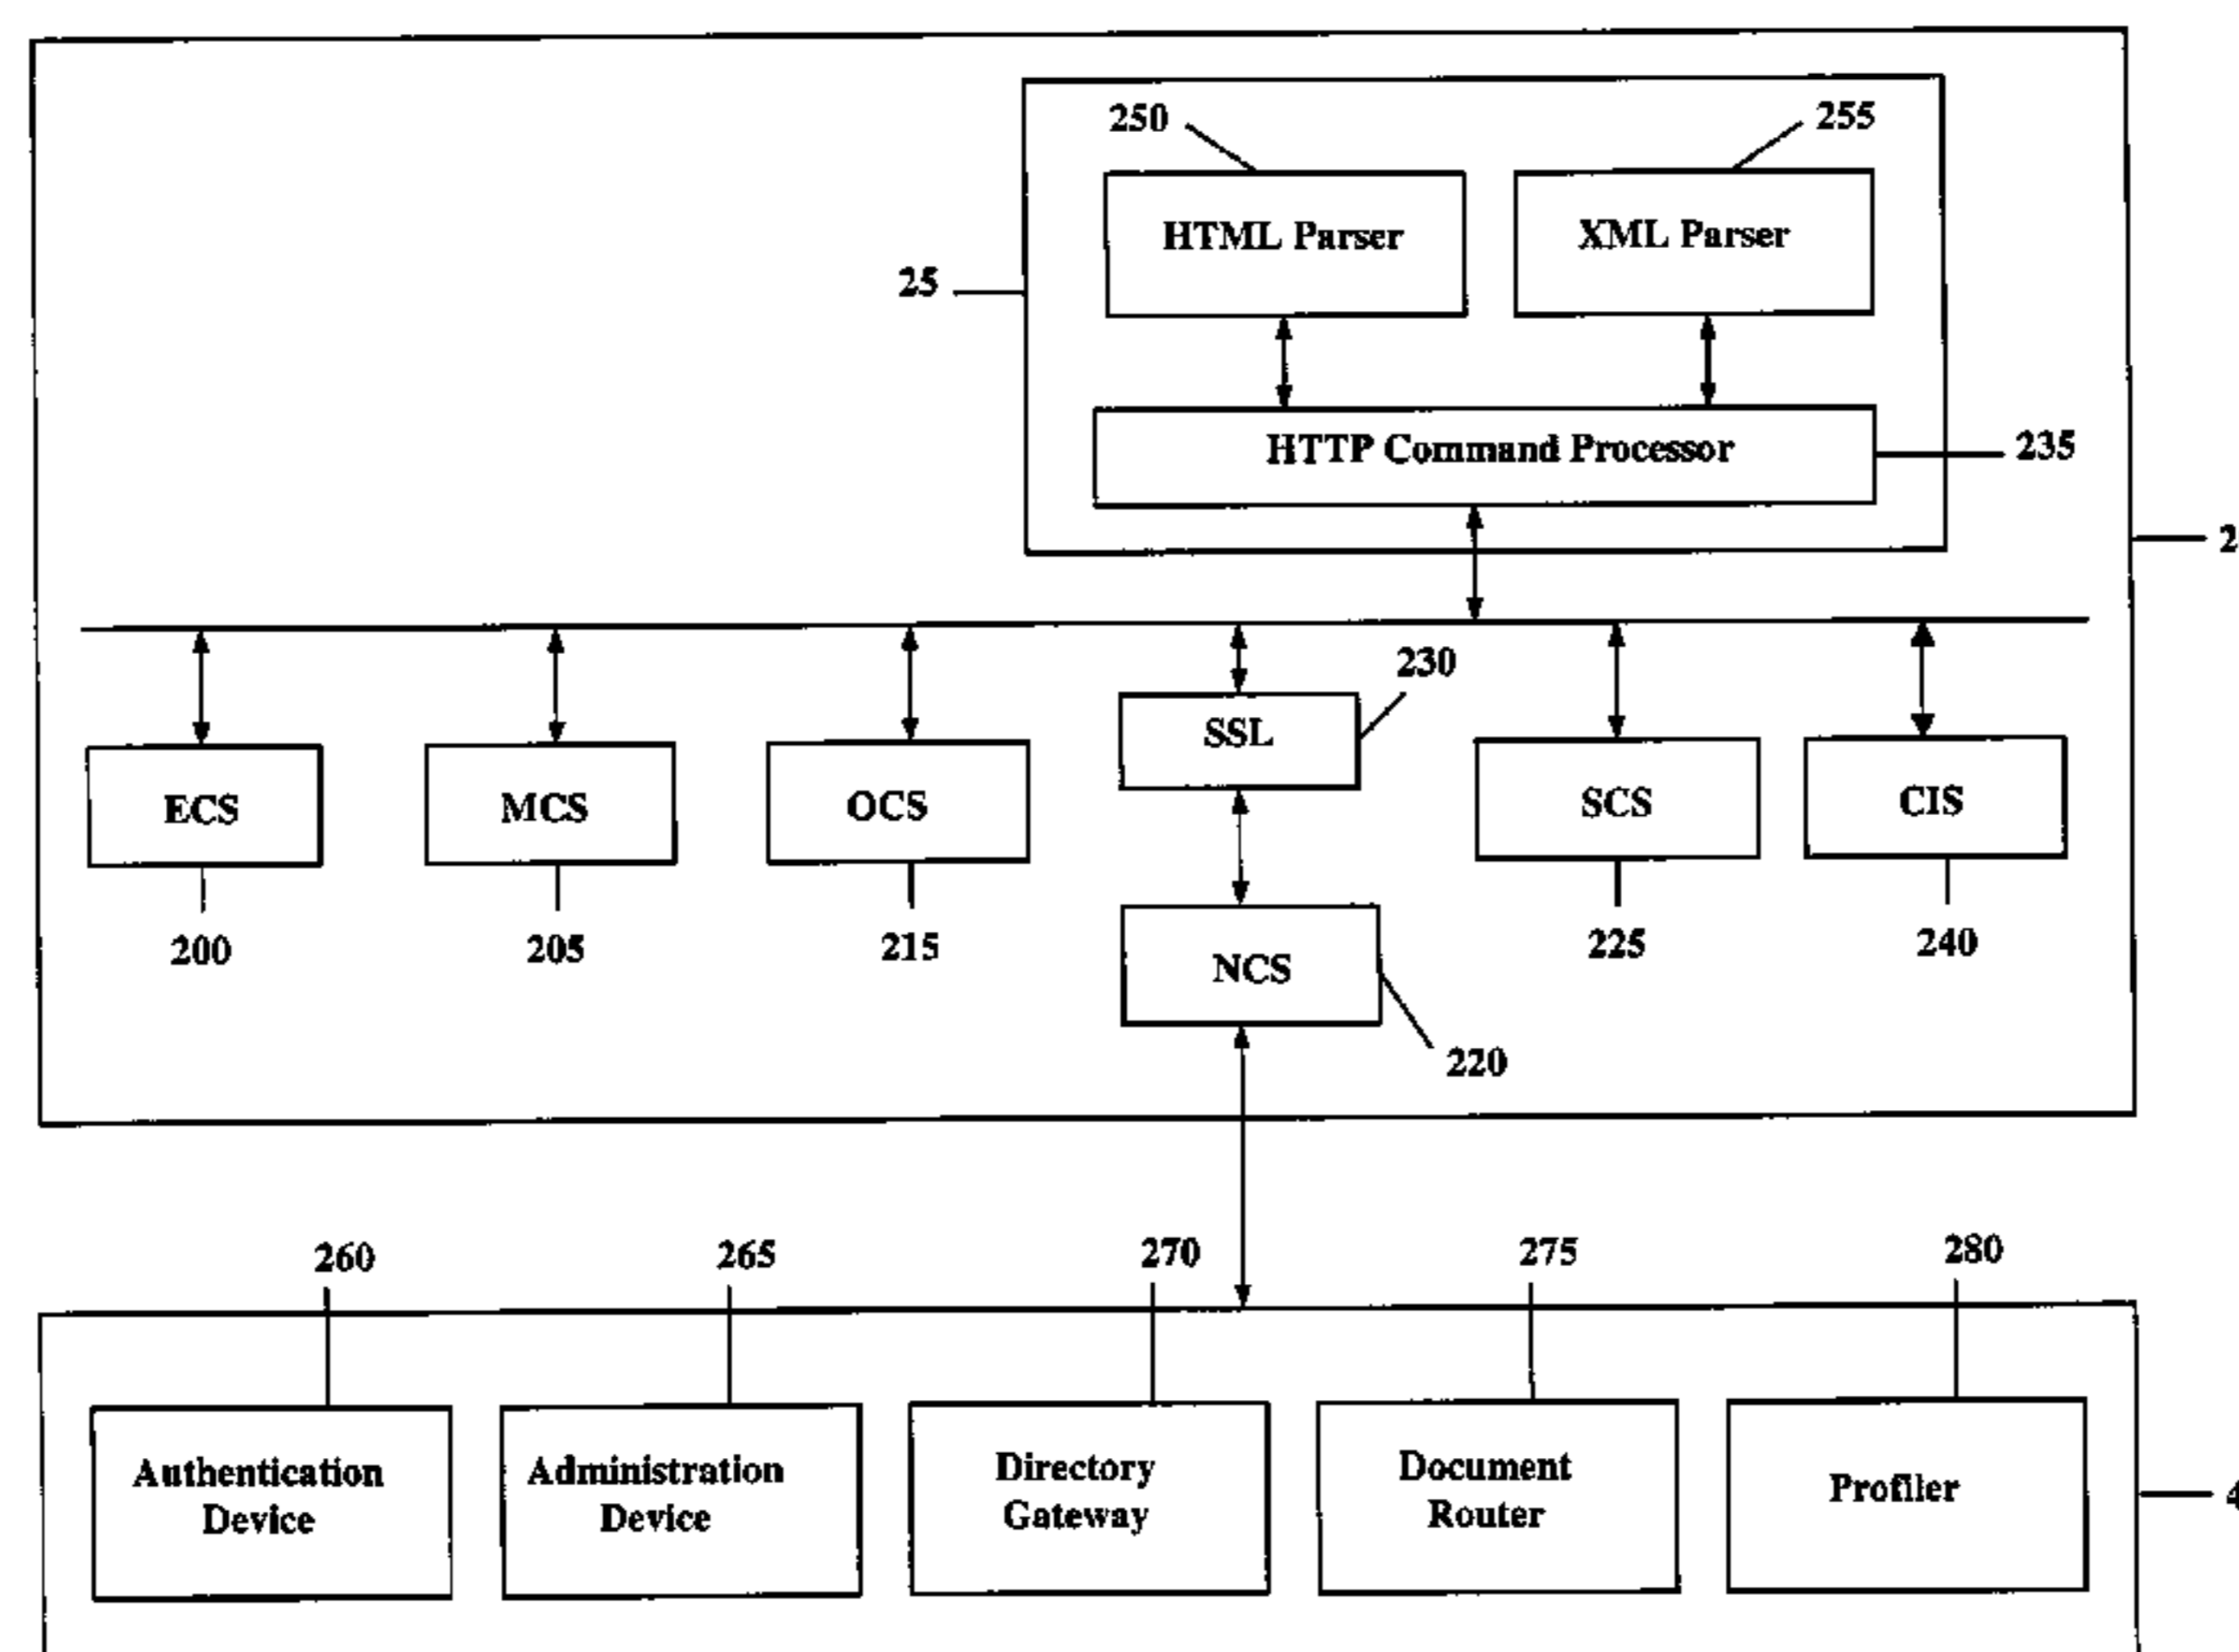 250
255
HTML Parser
XML Parser
25
HTTP Command Processor
235
2
230
SSL
ECS
MCS
OCS
SCS
CIS
200
205
215
225
240
NCS
220
260
265
270
275
280
Authentication
Device
Administration
Device
Directory
Gateway
Document
Router
Profiler